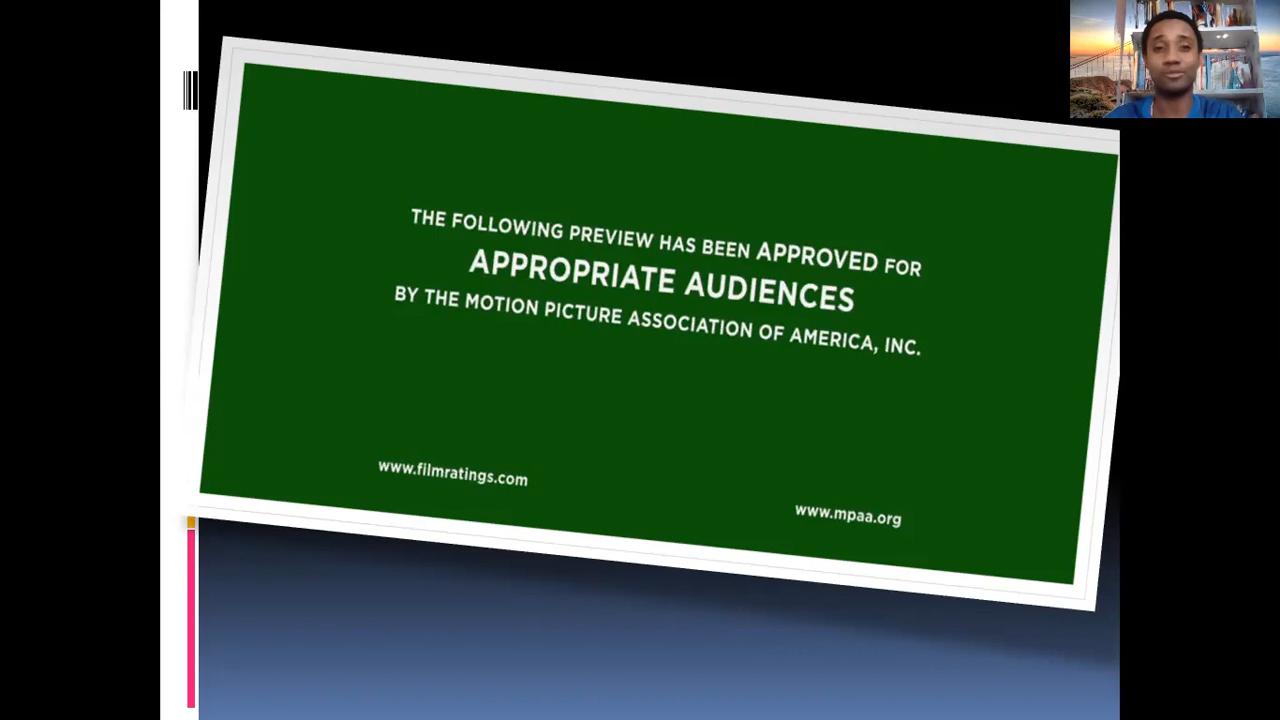 THE FOLLOWING PREVIEW HAS BEEN APPROVED FOR
APPROPRIATE AUDIENCES
BY THE MOTION PICTURE ASSOCIATION OF AMERICA, INC.
www.filmratings.com
www.mpaa.org